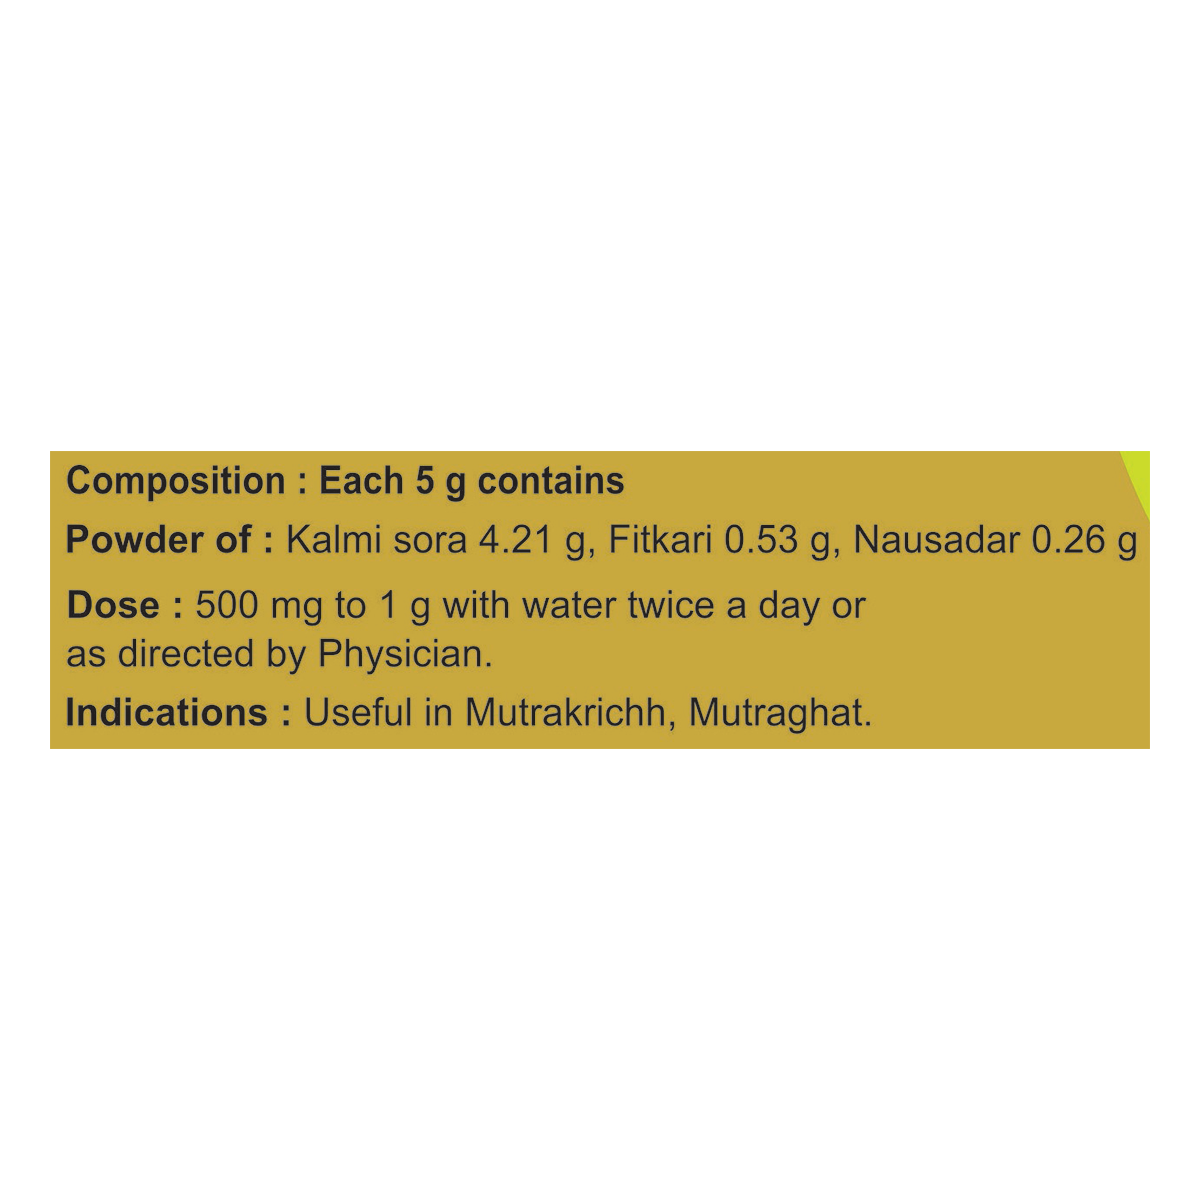 Composition : Each 5 g contains
Powder of : Kalmi sora 4.21 g, Fitkari 0.53 g, Nausadar 0.26 g
Dose : 500 mg to 1 g with water twice a day or
as directed by Physician.
Indications : Useful in Mutrakrichh, Mutraghat.